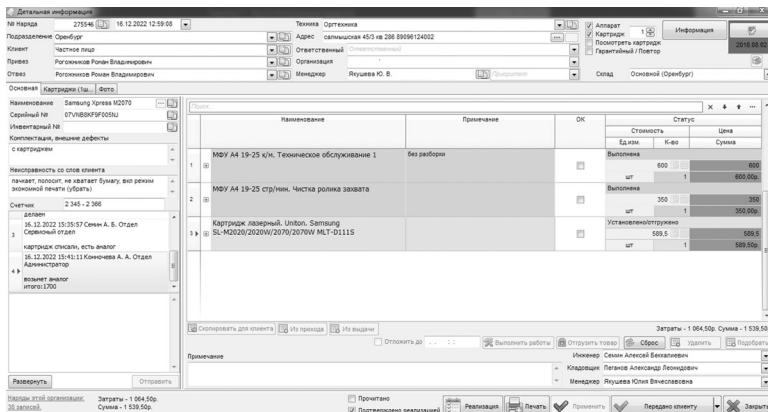 Детальная информация
№ Наряда 275546 16.12.2022 12:59:08 Техника Оргтехника
Аппарат
Картридж 1
Информация
Подразделение Оренбург Адрес салмышская 45/3 кв 286 89096124002
Посмотреть картридж
Гарантийный / Повтор
2018.08.02
Клиент Частное лицо Ответственный Ответственный
Привез Рогожников Роман Владимирович Организация
Отвез Рогожников Роман Владимирович Менеджер Якушева Ю. В. Приоритет Склад Основной (Оренбург)
Основная Картриджи (1ш... Фото
Наименование Samsung Xpress M2070
Серийный № 07VNB8KF9F005NJ
Инвентарный №
Комплектация, внешние дефекты
с картриджем
Неисправность со слов клиента
пачкает, полосит, не хватает бумагу, вкл режим
экономной печати (убрать)
Счетчик 2 345 - 2 366
делаем
3 16.12.2022 15:35:57 Семин А. Б. Отдел
Сервисный отдел
картридж списали, есть аналог
4 16.12.2022 15:41:11 Конночева А. А. Отдел
Администратор
возьмет аналог
итого:1700
Развернуть Отправить
Поиск...
Наименование Примечание ОК Статус
Стоимость Цена
Ед.изм. К-во Сумма
1 МФУ А4 19-25 к/м. Техническое обслуживание 1 без разборки Выполнена
600 600
шт 1 600,00р.
2 МФУ А4 19-25 стр/мин. Чистка ролика захвата Выполнена
350 350
шт 1 350,00р.
3 Картридж лазерный. Uniton. Samsung
SL-M2020/2020W/2070/2070W MLT-D111S
Установлено/отгружено
589,5 589,5
шт 1 589,50р.
Скопировать для клиента Из прихода Из выдачи Затраты - 1 064,50р. Сумма - 1 539,50
Отложить до . . : : Выполнить работы Отгрузить товар Сброс Удалить Подобрать
Примечание
Инженер Семин Алексей Беккалиевич
Кладовщик Пеганов Александр Леонидович
Менеджер Якушева Юлия Вячеславовна
Наряды этой организации:
38 записей.
Затраты - 1 064,50р.
Сумма - 1 539,50р.
Прочитано
Подтверждено реализацией
Реализация Печать Применить Передано клиенту Закрыть